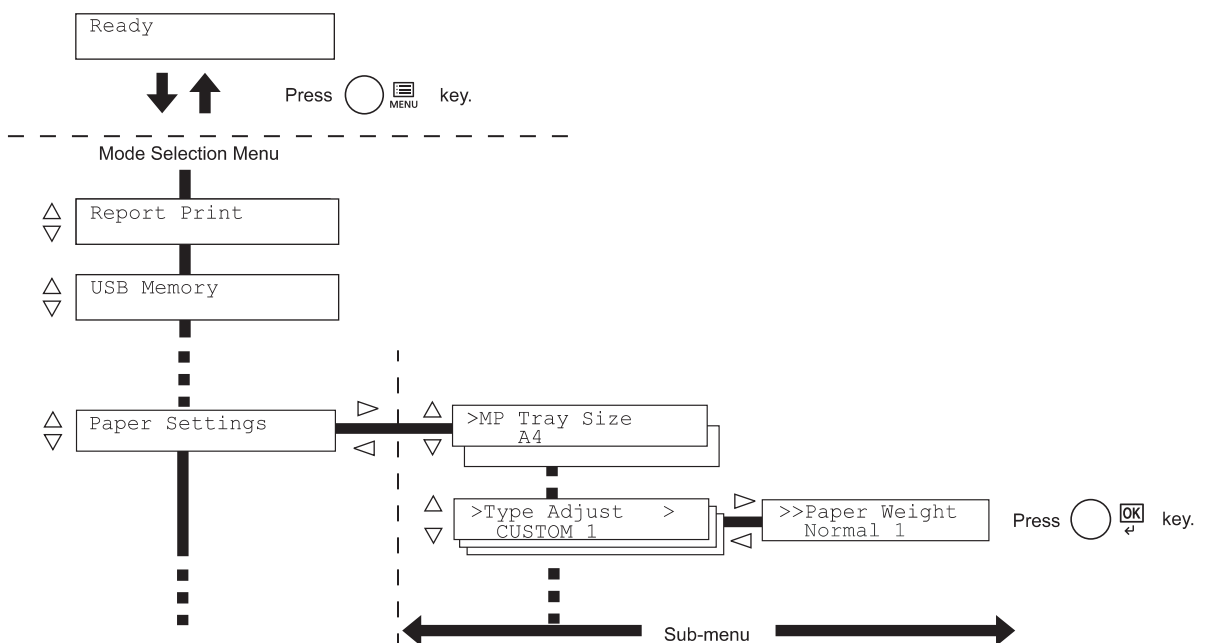 Ready
Press MENU key.
Mode Selection Menu
Report Print
USB Memory
Paper Settings
>MP Tray Size
A4
>Type Adjust >
CUSTOM 1
>>Paper Weight
Normal 1
Press OK key.
Sub-menu